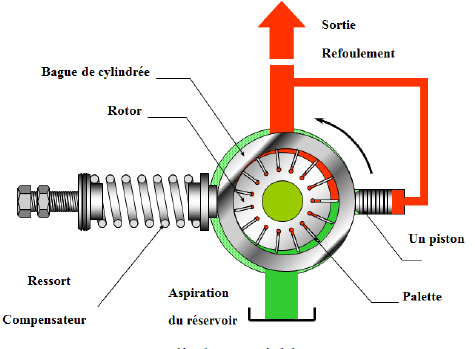 Sortie
Refoulement
Bague de cylindrée
Rotor
Un piston
Ressort
Compensateur
Aspiration
du réservoir
Palette